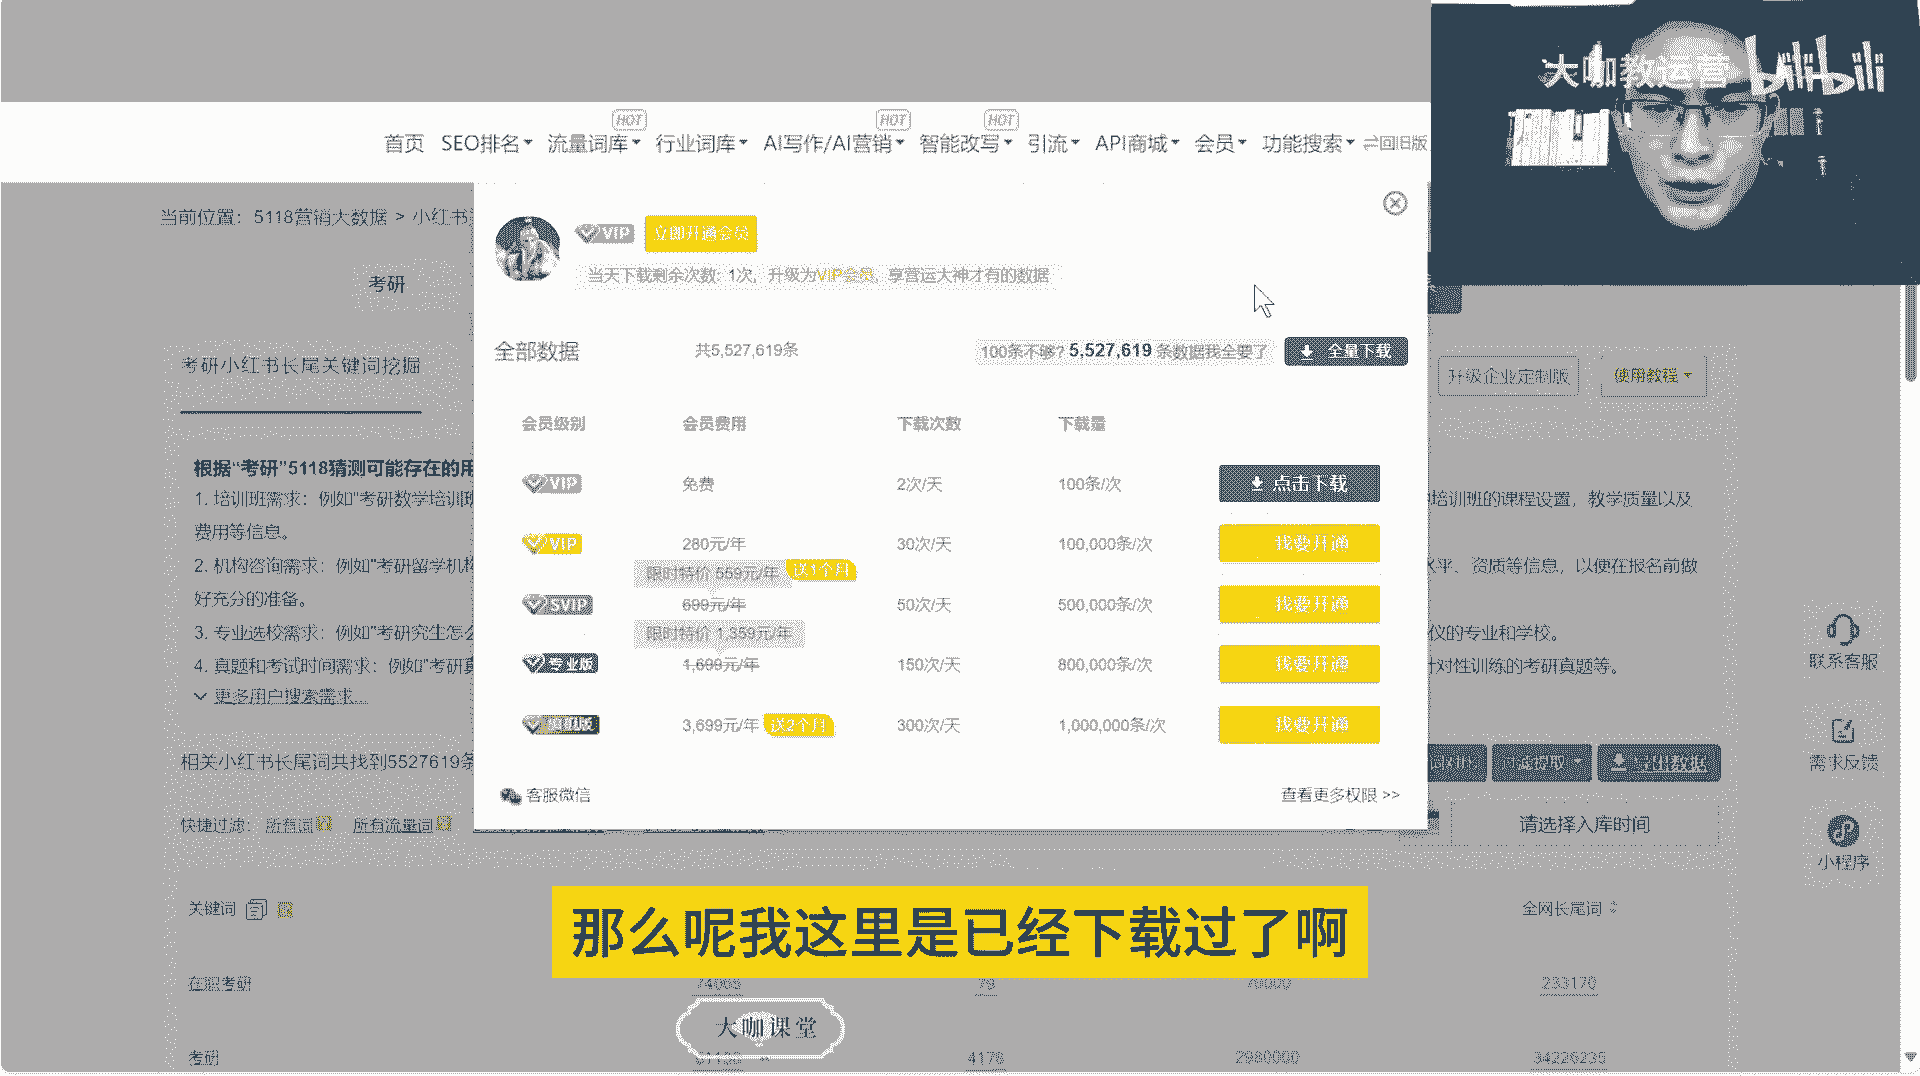 大咖教运营 bilibili
HOT HOT HOT
首页 SEO排名 流量词库 行业词库 AI写作/AI营销 智能改写 引流 API商城 会员 功能搜索 回旧版
当前位置：5118营销大数据 > 小红书
VIP 立即开通会员
当天下载剩余次数: 1次, 升级为VIP会员, 享营运大神才有的数据
考研
全部数据 共5,527,619条 100条不够? 5,527,619 条数据我全要了 全量下载
考研小红书长尾关键词挖掘
升级企业定制版 使用教程
会员级别 会员费用 下载次数 下载量
根据“考研”5118猜测可能存在的用
VIP 免费 2次/天 100条/次 点击下载
1. 培训班需求：例如“考研数学培训班
培训班的课程设置，教学质量以及
费用等信息。
VIP 280元/年 30次/天 100,000条/次 我要开通
2. 机构咨询需求：例如“考研留学机构
水平、资质等信息，以便在报名前做
限时特价 559元/年 送1个月
好充分的准备。
SVIP 699元/年 50次/天 500,000条/次 我要开通
3. 专业选校需求：例如“考研究生怎么
仪的专业和学校。
限时特价 1,359元/年
4. 真题和考试时间需求：例如“考研真
专业版 1,699元/年 150次/天 800,000条/次 我要开通
针对性训练的考研真题等。
更多用户搜索需求...
3,699元/年 送2个月 300次/天 1,000,000条/次 我要开通
联系客服
需求反馈
小程序
相关小红书长尾词共找到5527619条
导出数据
客服微信 查看更多权限 >>
快捷过滤: 所有词 所有流量词
请选择入库时间
关键词 全网长尾词
那么呢我这里是已经下载过了啊
在职考研 79 70000 233170
大咖课堂
考研 4178 2980000 34226235